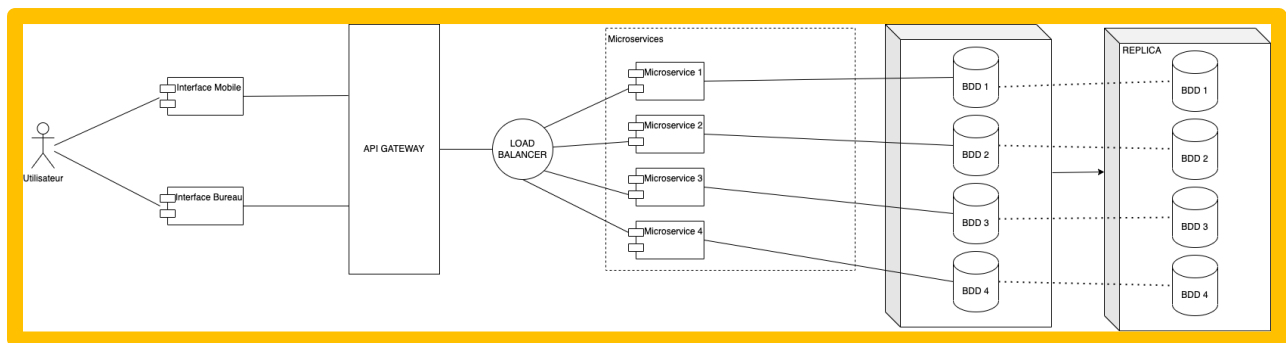 Utilisateur
Interface Mobile
Interface Bureau
API GATEWAY
LOAD
BALANCER
Microservices
Microservice 1
Microservice 2
Microservice 3
Microservice 4
BDD 1
BDD 2
BDD 3
BDD 4
REPLICA
BDD 1
BDD 2
BDD 3
BDD 4